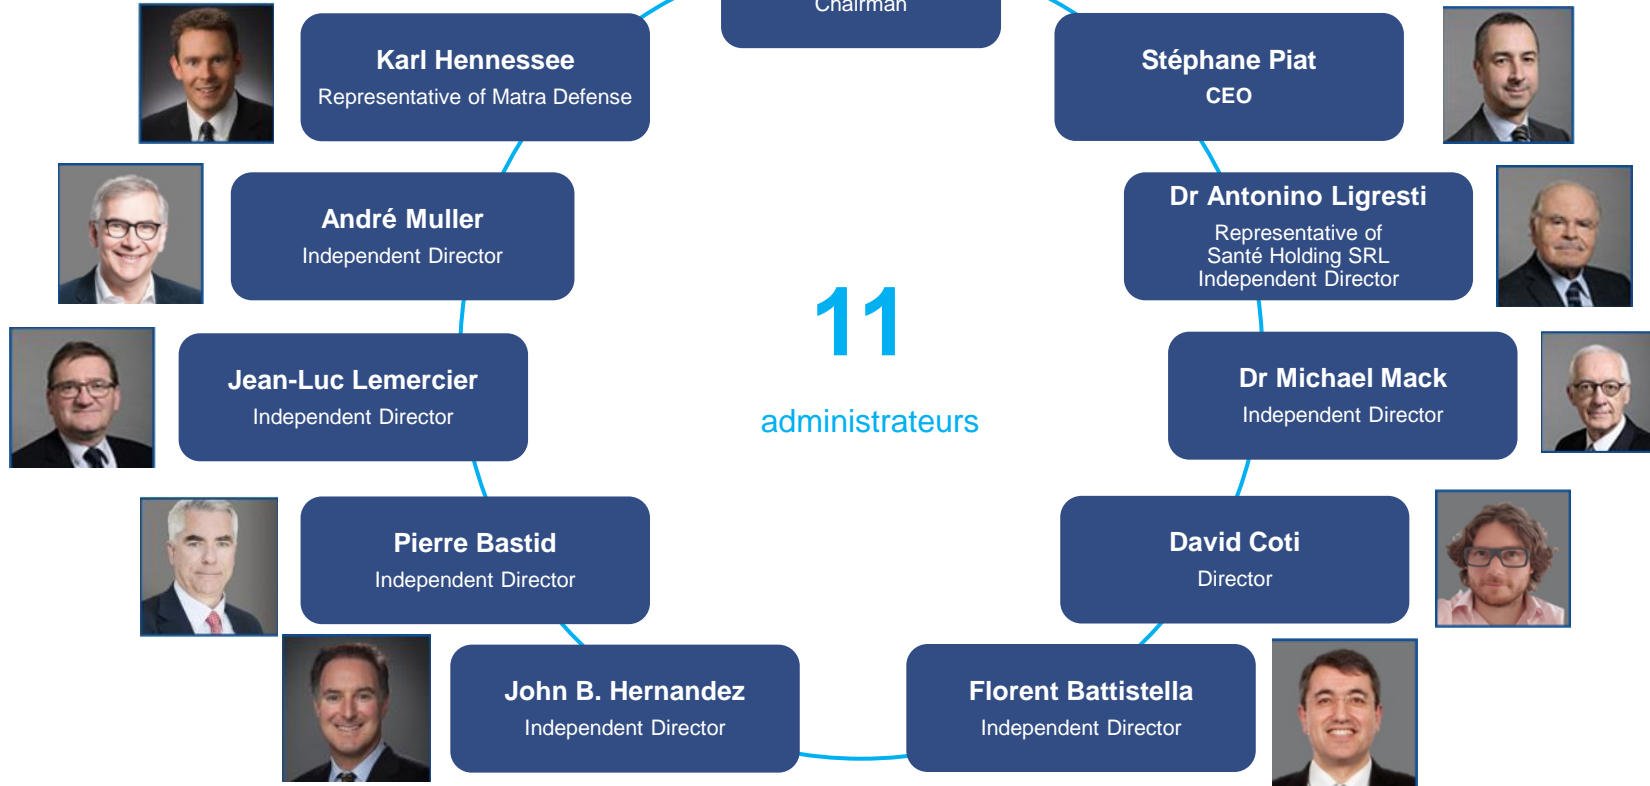 Chairman
Karl Hennessee
Representative of Matra Defense
Stéphane Piat
CEO
André Muller
Independent Director
Dr Antonino Ligresti
Representative of
Santé Holding SRL
Independent Director
11
administrateurs
Jean-Luc Lemercier
Independent Director
Dr Michael Mack
Independent Director
Pierre Bastid
Independent Director
David Coti
Director
John B. Hernandez
Independent Director
Florent Battistella
Independent Director